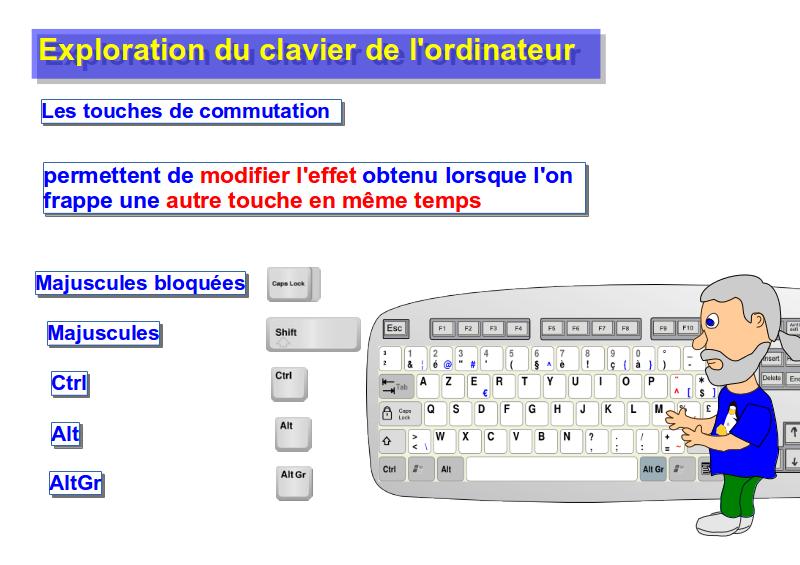 Exploration du clavier de l'ordinateur
Les touches de commutation
permettent de modifier l'effet obtenu lorsque l'on
frappe une autre touche en même temps
Majuscules bloquées
Caps Lock
Majuscules
Shift
Ctrl
Ctrl
Alt
Alt
AltGr
Alt Gr
Esc F1 F2 F3 F4 F5 F6 F7 F8 F9 F10
Tab A Z E R T Y U I O P
€
Caps Lock Q S D F G H J K L M
W X C V B N
Ctrl Alt Alt Gr
Insert
Delete